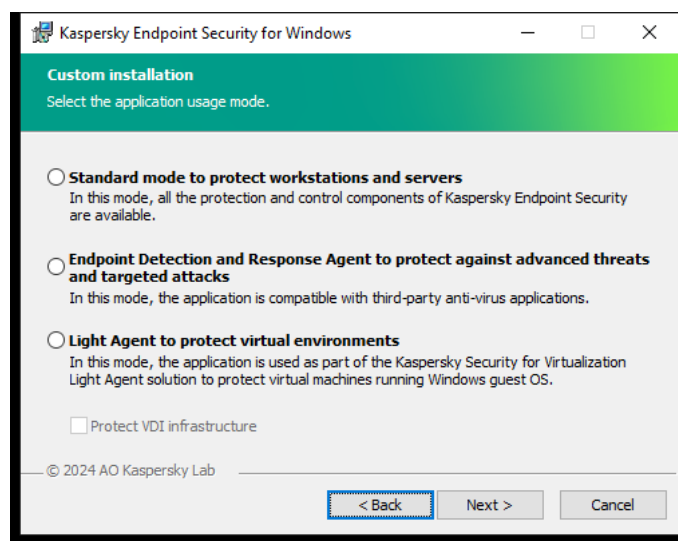 Kaspersky Endpoint Security for Windows
Custom installation
Select the application usage mode.
Standard mode to protect workstations and servers
In this mode, all the protection and control components of Kaspersky Endpoint Security
are available.
Endpoint Detection and Response Agent to protect against advanced threats
and targeted attacks
In this mode, the application is compatible with third-party anti-virus applications.
Light Agent to protect virtual environments
In this mode, the application is used as part of the Kaspersky Security for Virtualization
Light Agent solution to protect virtual machines running Windows guest OS.
Protect VDI infrastructure
© 2024 AO Kaspersky Lab
< Back Next > Cancel